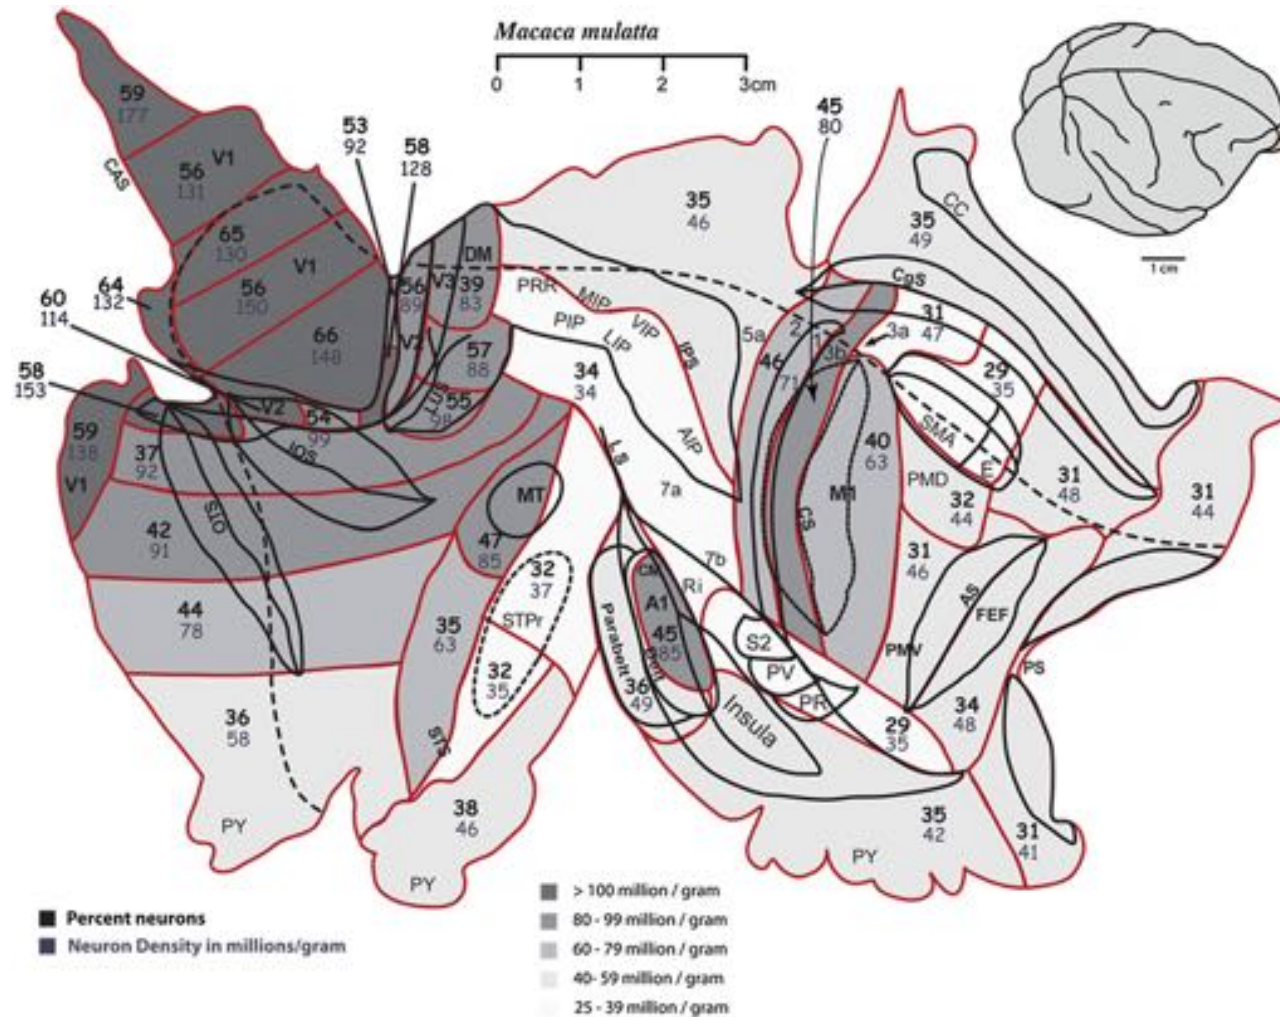 Macaca mulatta
0 1 2 3cm
1 cm
59
177
CAS
V1
56
131
65
130
V1
56
150
66
148
64
132
60
114
58
153
59
138
V1
53
92
58
128
56
89
V2
V3
DM
39
83
57
88
55
98
V2
54
99
IOS
37
92
OTS
42
91
44
78
36
58
PY
MT
47
85
35
63
STS
32
37
STPr
32
35
38
46
PY
35
46
PRR
MIP
PIP
LIP
VIP
IPS
AIP
34
34
LS
7a
7b
5a
45
80
2
1
3b
3a
46
71
CS
M1
40
63
35
49
CC
CgS
31
47
29
35
SMA
E
PMD
32
44
31
48
31
44
31
46
AS
FEF
PMV
PS
34
48
Ri
CM
A1
45
85
Parabelt
36
49
S2
PV
PR
Insula
29
35
35
42
PY
31
41
Percent neurons
Neuron Density in millions/gram
> 100 million / gram
80 - 99 million / gram
60 - 79 million / gram
40- 59 million / gram
25 - 39 million / gram